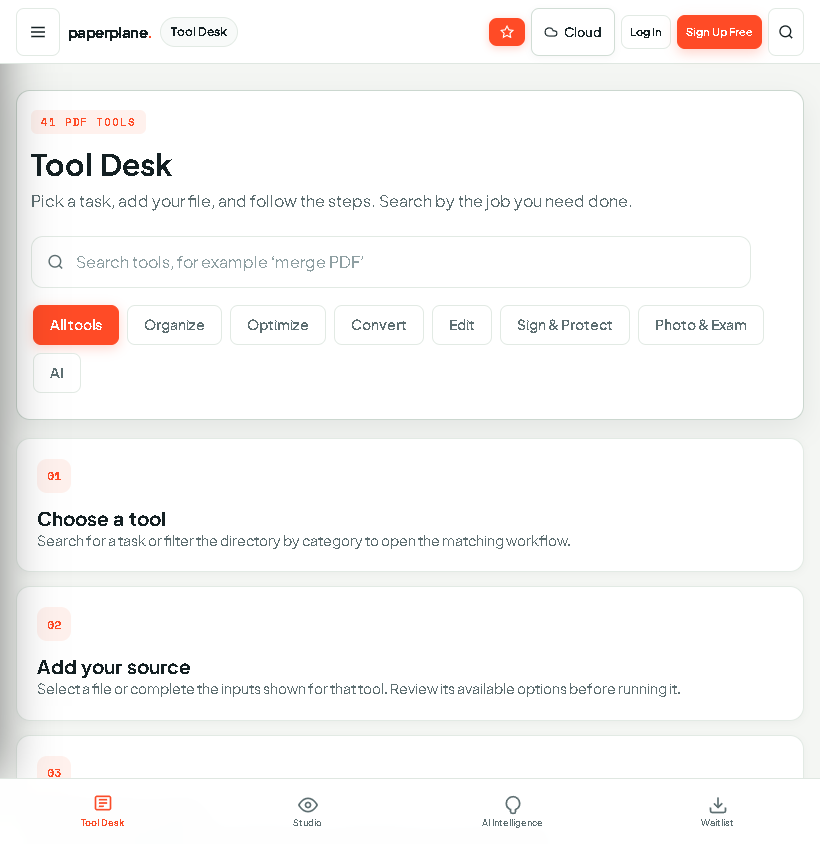 paperplane.
Tool Desk
Cloud
Log In
Sign Up Free
41 PDF TOOLS
Tool Desk
Pick a task, add your file, and follow the steps. Search by the job you need done.
Search tools, for example ‘merge PDF’
All tools
Organize
Optimize
Convert
Edit
Sign & Protect
Photo & Exam
AI
01
Choose a tool
Search for a task or filter the directory by category to open the matching workflow.
02
Add your source
Select a file or complete the inputs shown for that tool. Review its available options before running it.
03
Tool Desk
Studio
AI Intelligence
Waitlist